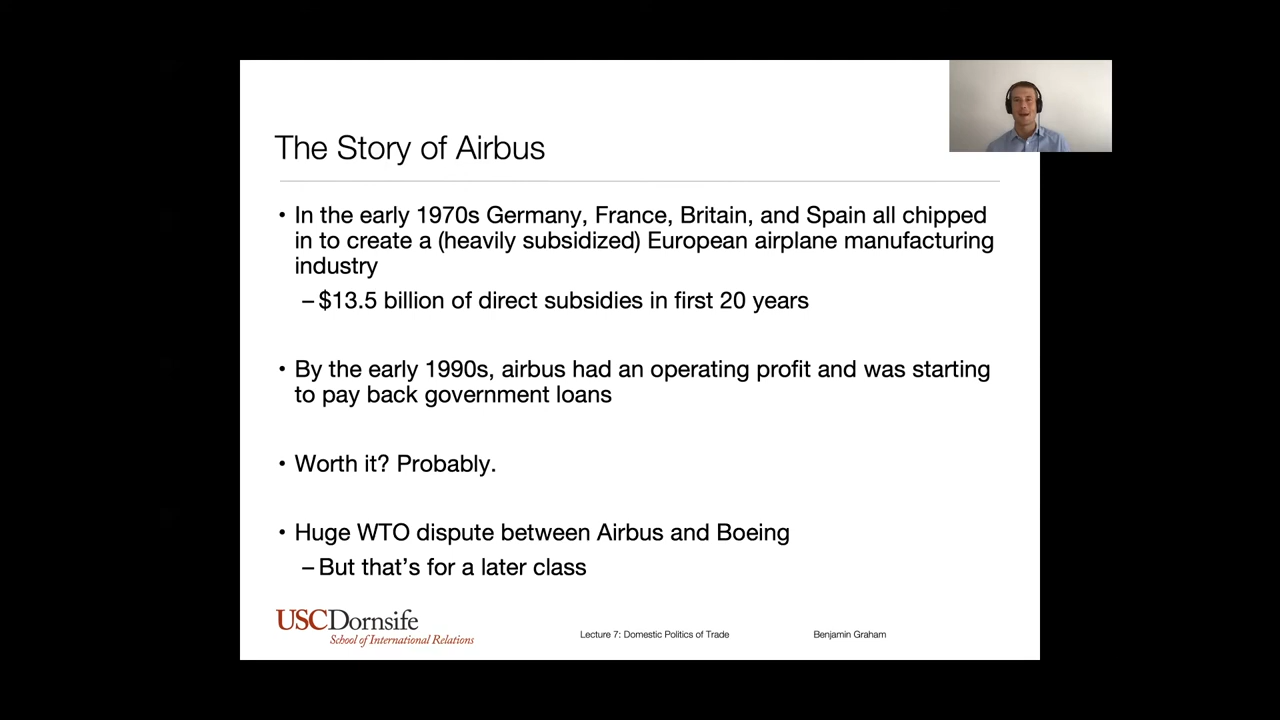 The Story of Airbus
• In the early 1970s Germany, France, Britain, and Spain all chipped
in to create a (heavily subsidized) European airplane manufacturing
industry
– $13.5 billion of direct subsidies in first 20 years
• By the early 1990s, airbus had an operating profit and was starting
to pay back government loans
• Worth it? Probably.
• Huge WTO dispute between Airbus and Boeing
– But that’s for a later class
USCDornsife
School of International Relations
Lecture 7: Domestic Politics of Trade
Benjamin Graham